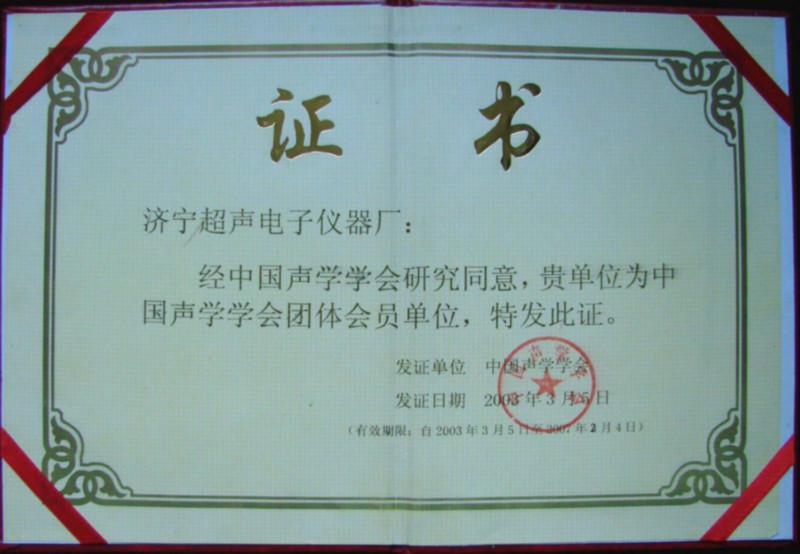 证书
济宁超声电子仪器厂：
经中国声学学会研究同意，贵单位为中
国声学学会团体会员单位，特发此证。
发证单位 中国声学学会
发证日期 2003年3月5日
（有效期限：自2003年3月5日至2007年2月4日）